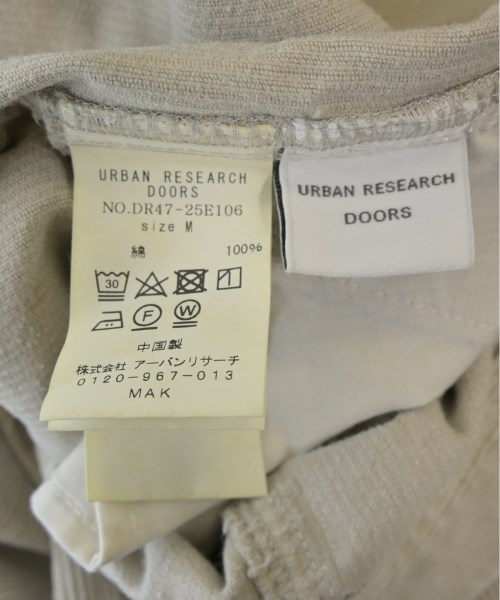 URBAN RESEARCH
DOORS
NO.DR47-25E106
size M
綿 100%
30
F W
中国製
株式会社 アーバンリサーチ
0120-967-013
MAK
URBAN RESEARCH
DOORS